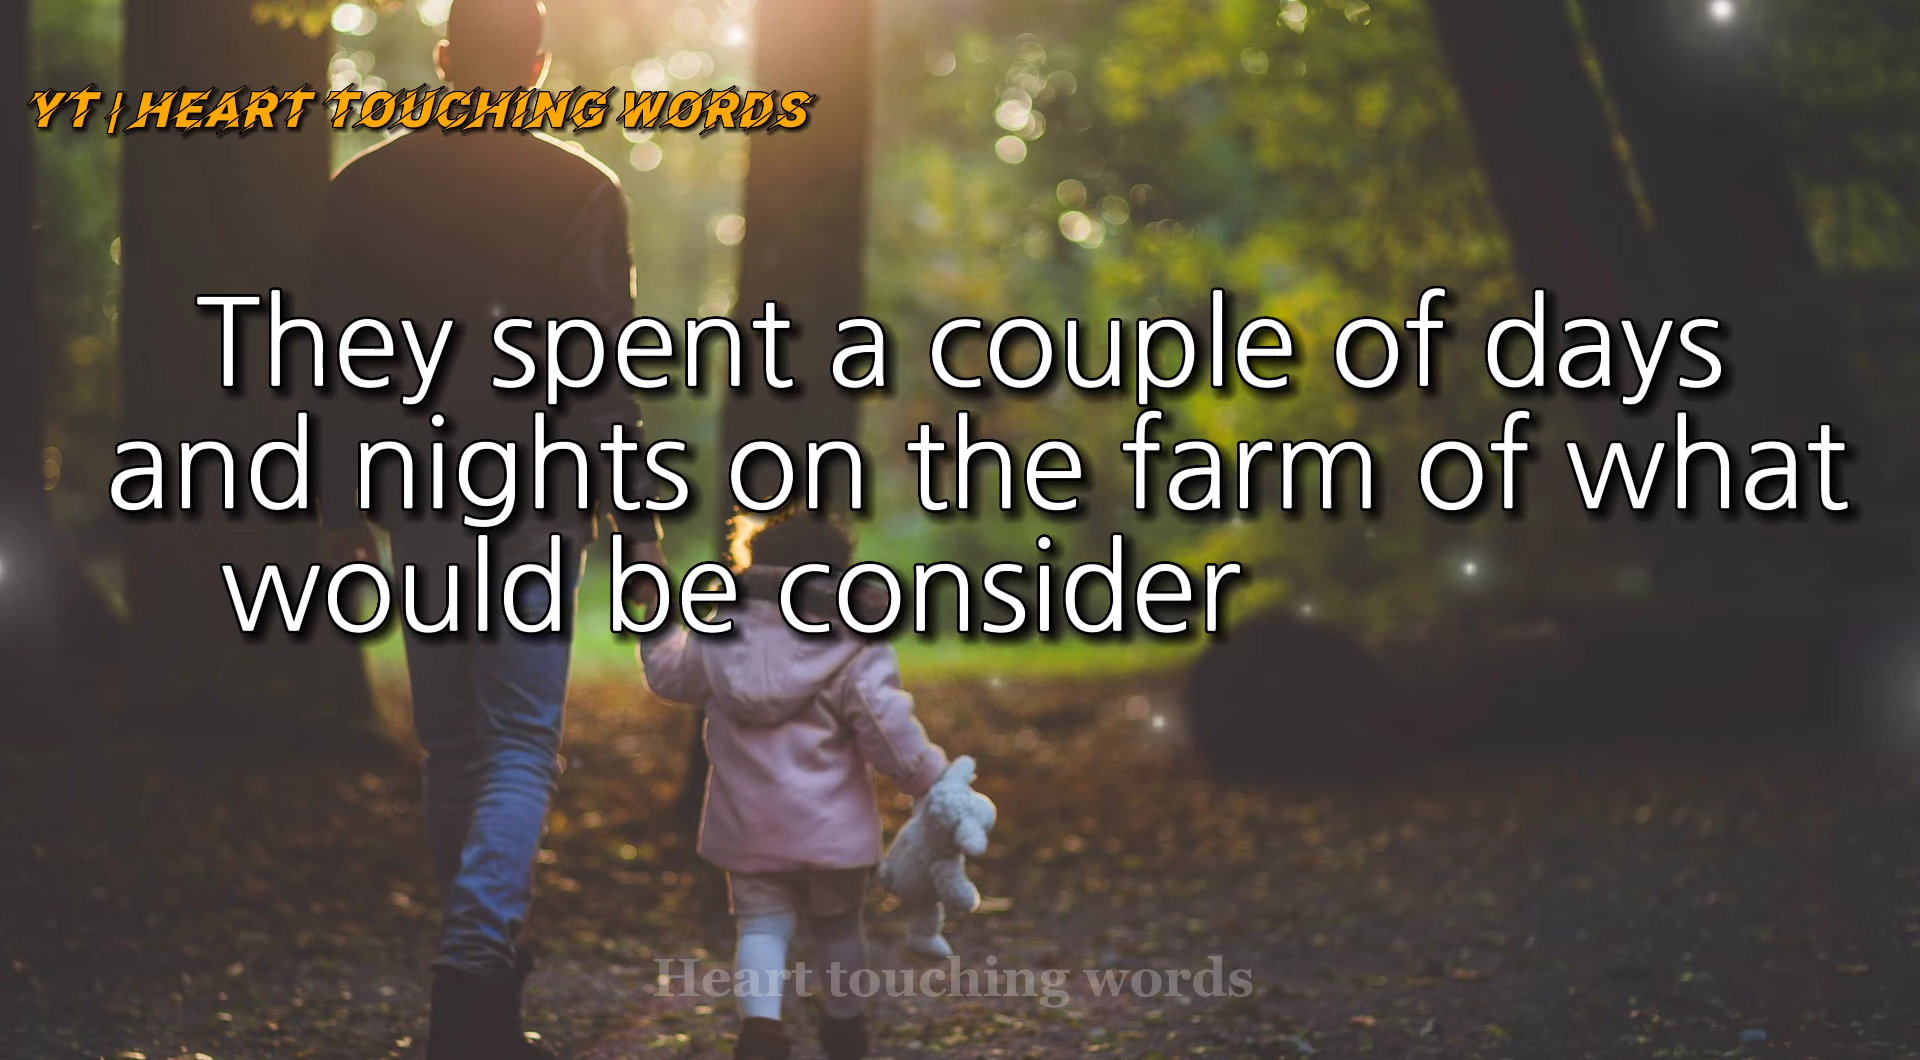 YT | HEART TOUCHING WORDS
They spent a couple of days
and nights on the farm of what
would be consider
Heart touching words